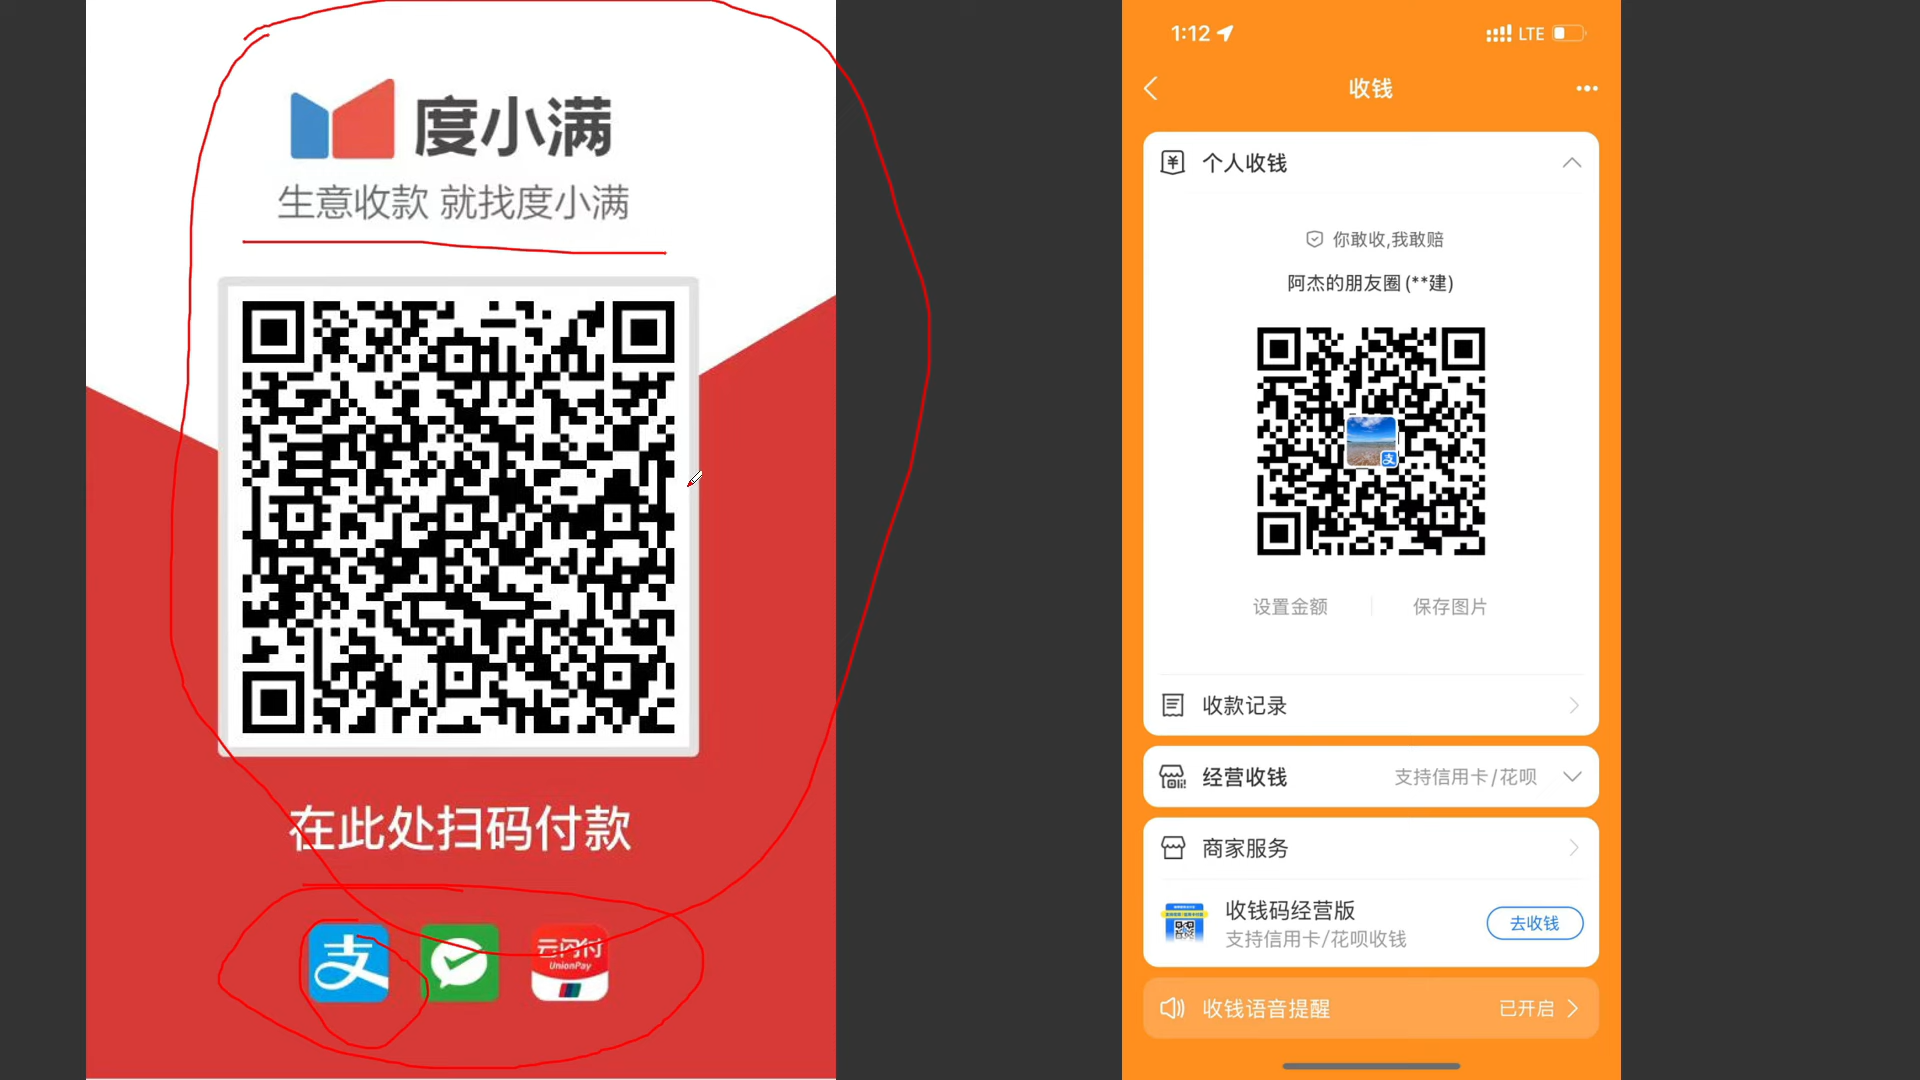 度小满
生意收款 就找度小满
在此处扫码付款
支
云闪付
UnionPay
1:12
LTE
收钱
个人收钱
你敢收,我敢赔
阿杰的朋友圈(**建)
支
设置金额
保存图片
收款记录
经营收钱
支持信用卡/花呗
商家服务
收钱码经营版
支持信用卡/花呗收钱
去收钱
收钱语音提醒
已开启